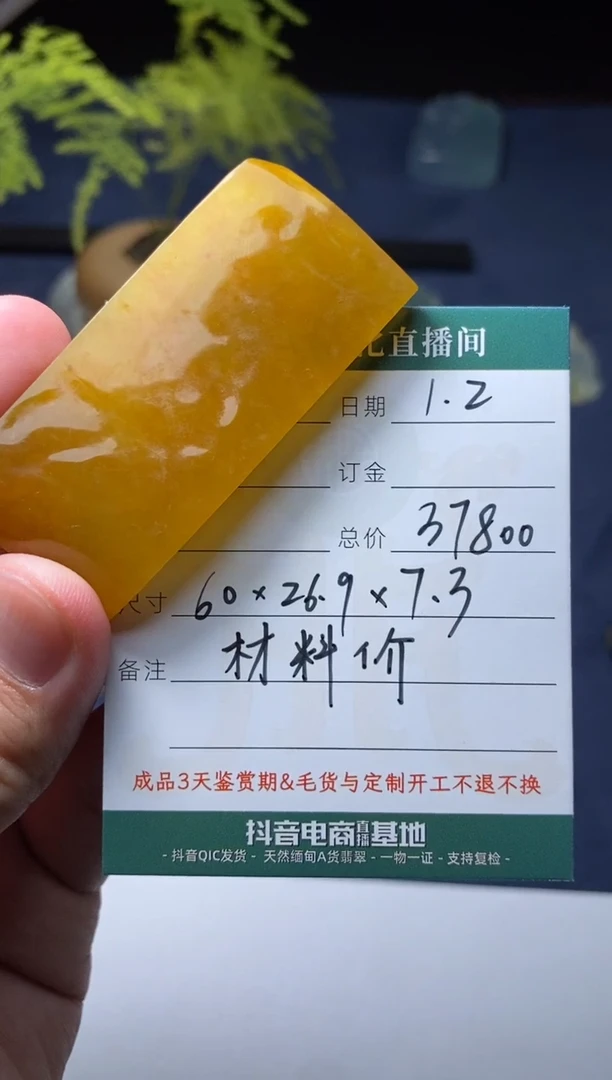 直播间
日期 1.2
订金
总价 37800
尺寸 60×26.9×7.3
备注 材料价
成品3天鉴赏期&毛货与定制开工不退不换
抖音电商直播基地
- 抖音QIC发货 - 天然缅甸A货翡翠 - 一物一证 - 支持复检 -